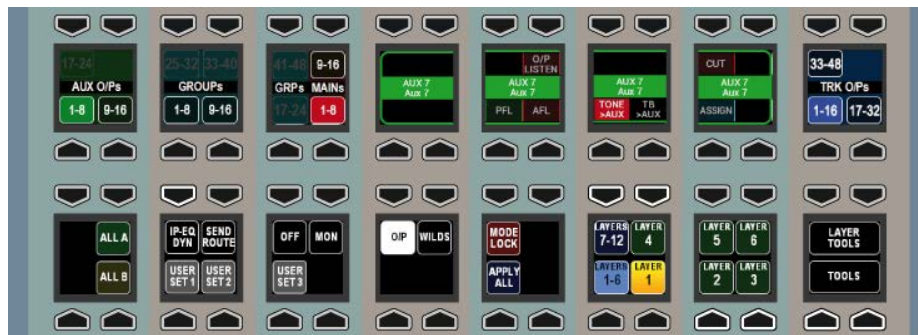 17-24
AUX O/Ps
1-8 9-16
25-32 33-40
GROUPs
1-8 9-16
41-48 9-16
GRPs MAINs
17-24 1-8
AUX 7
Aux 7
O/P
LISTEN
AUX 7
Aux 7
PFL AFL
AUX 7
Aux 7
TONE >AUX
TB >AUX
CUT
AUX 7
Aux 7
ASSIGN
33-48
TRK O/Ps
1-16 17-32
ALL A
ALL B
IP-EQ DYN
SEND ROUTE
USER SET 1
USER SET 2
OFF MON
USER SET 3
O/P WILDS
MODE LOCK
APPLY ALL
LAYERS 7-12
LAYER 4
LAYERS 1-6
LAYER 1
LAYER 5
LAYER 6
LAYER 2
LAYER 3
LAYER TOOLS
TOOLS